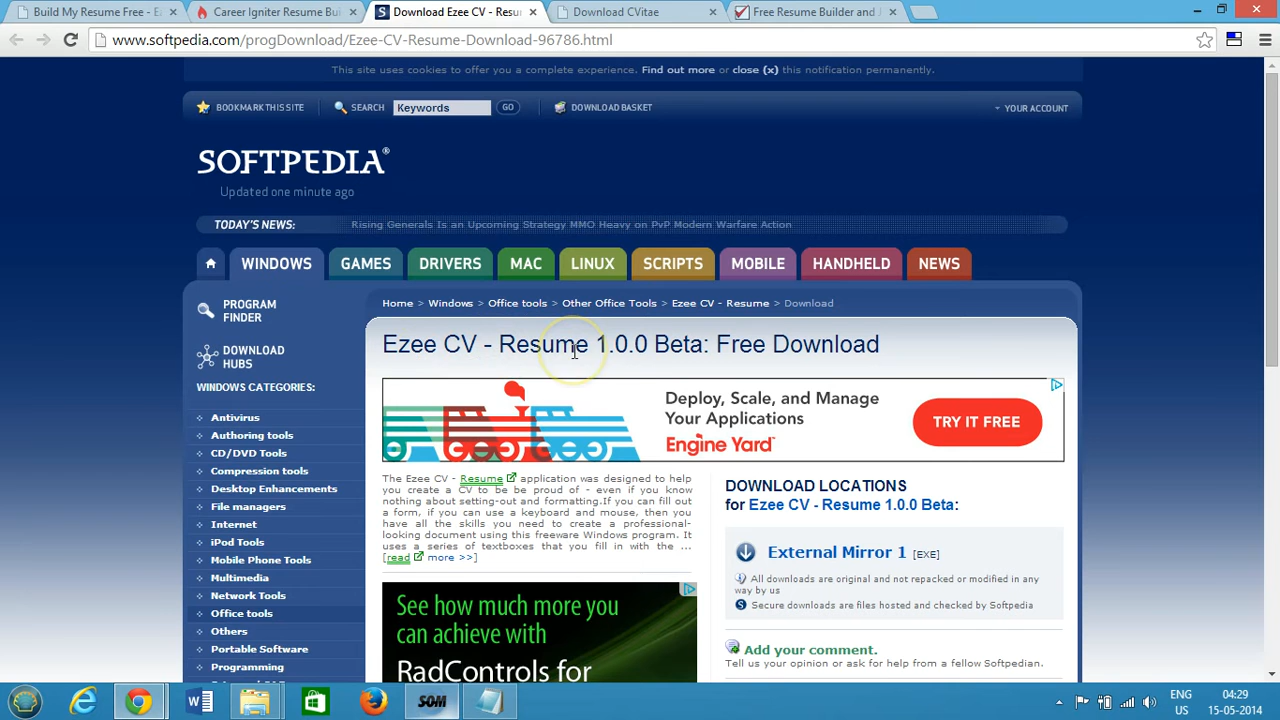 Build My Resume Free - E
Career Igniter Resume Bui
Download Ezee CV - Resu
Download CVitae
Free Resume Builder and J
www.softpedia.com/progDownload/Ezee-CV-Resume-Download-96786.html
This site uses cookies to offer you a complete experience. Find out more or close (x) this notification permanently.
BOOKMARK THIS SITE
SEARCH
Keywords
GO
DOWNLOAD BASKET
YOUR ACCOUNT
SOFTPEDIA®
Updated one minute ago
TODAY'S NEWS:
Rising Generals Is an Upcoming Strategy MMO Heavy on PvP Modern Warfare Action
WINDOWS
GAMES
DRIVERS
MAC
LINUX
SCRIPTS
MOBILE
HANDHELD
NEWS
PROGRAM
FINDER
DOWNLOAD
HUBS
WINDOWS CATEGORIES:
Antivirus
Authoring tools
CD/DVD Tools
Compression tools
Desktop Enhancements
File managers
Internet
iPod Tools
Mobile Phone Tools
Multimedia
Network Tools
Office tools
Others
Portable Software
Programming
Home > Windows > Office tools > Other Office Tools > Ezee CV - Resume > Download
Ezee CV - Resume 1.0.0 Beta: Free Download
Deploy, Scale, and Manage
Your Applications
Engine Yard
TRY IT FREE
The Ezee CV - Resume application was designed to help
you create a CV to be be proud of - even if you know
nothing about setting-out and formatting.If you can fill out
a form, if you can use a keyboard and mouse, then you
have all the skills you need to create a professional-
looking document using this freeware Windows program. It
uses a series of textboxes that you fill in with the ...
[read more >>]
See how much more you
can achieve with
RadControls for
DOWNLOAD LOCATIONS
for Ezee CV - Resume 1.0.0 Beta:
External Mirror 1 [EXE]
All downloads are original and not repacked or modified in any
way by us
Secure downloads are files hosted and checked by Softpedia
Add your comment.
Tell us your opinion or ask for help from a fellow Softpedian.
SOM
ENG
US
04:29
15-05-2014